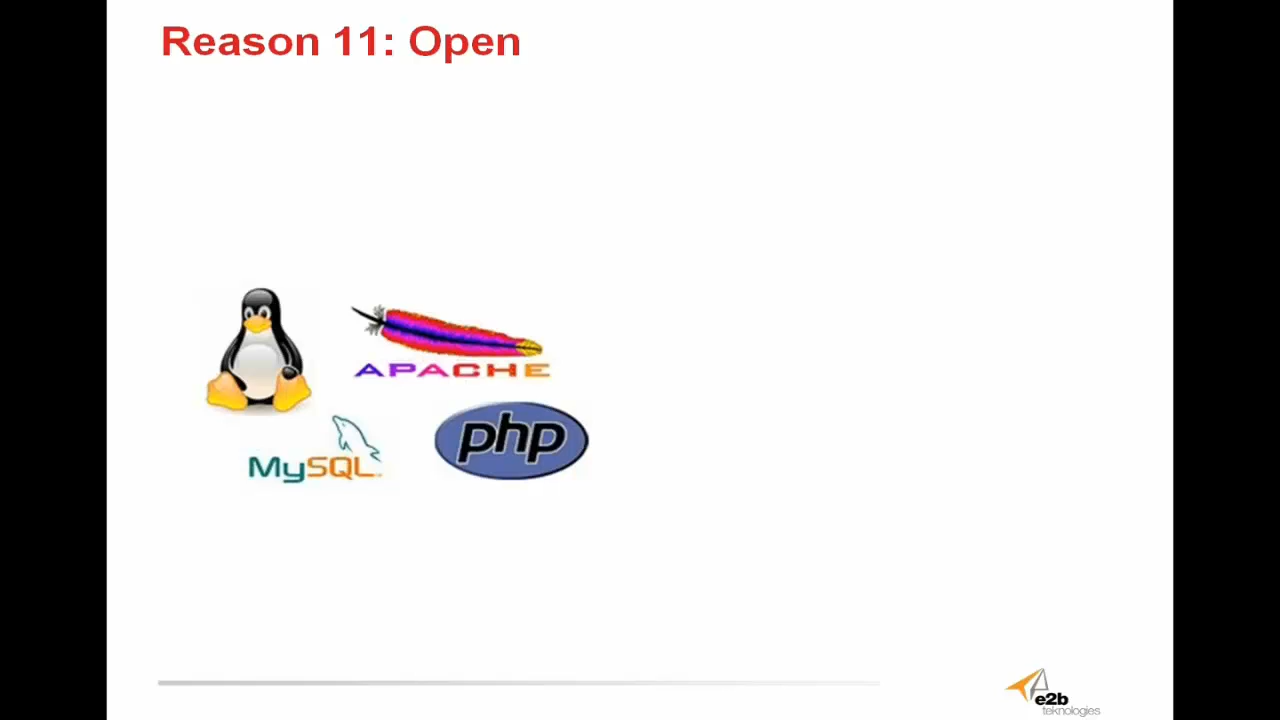 Reason 11: Open
APACHE
php
MySQL
e2b
teknologies